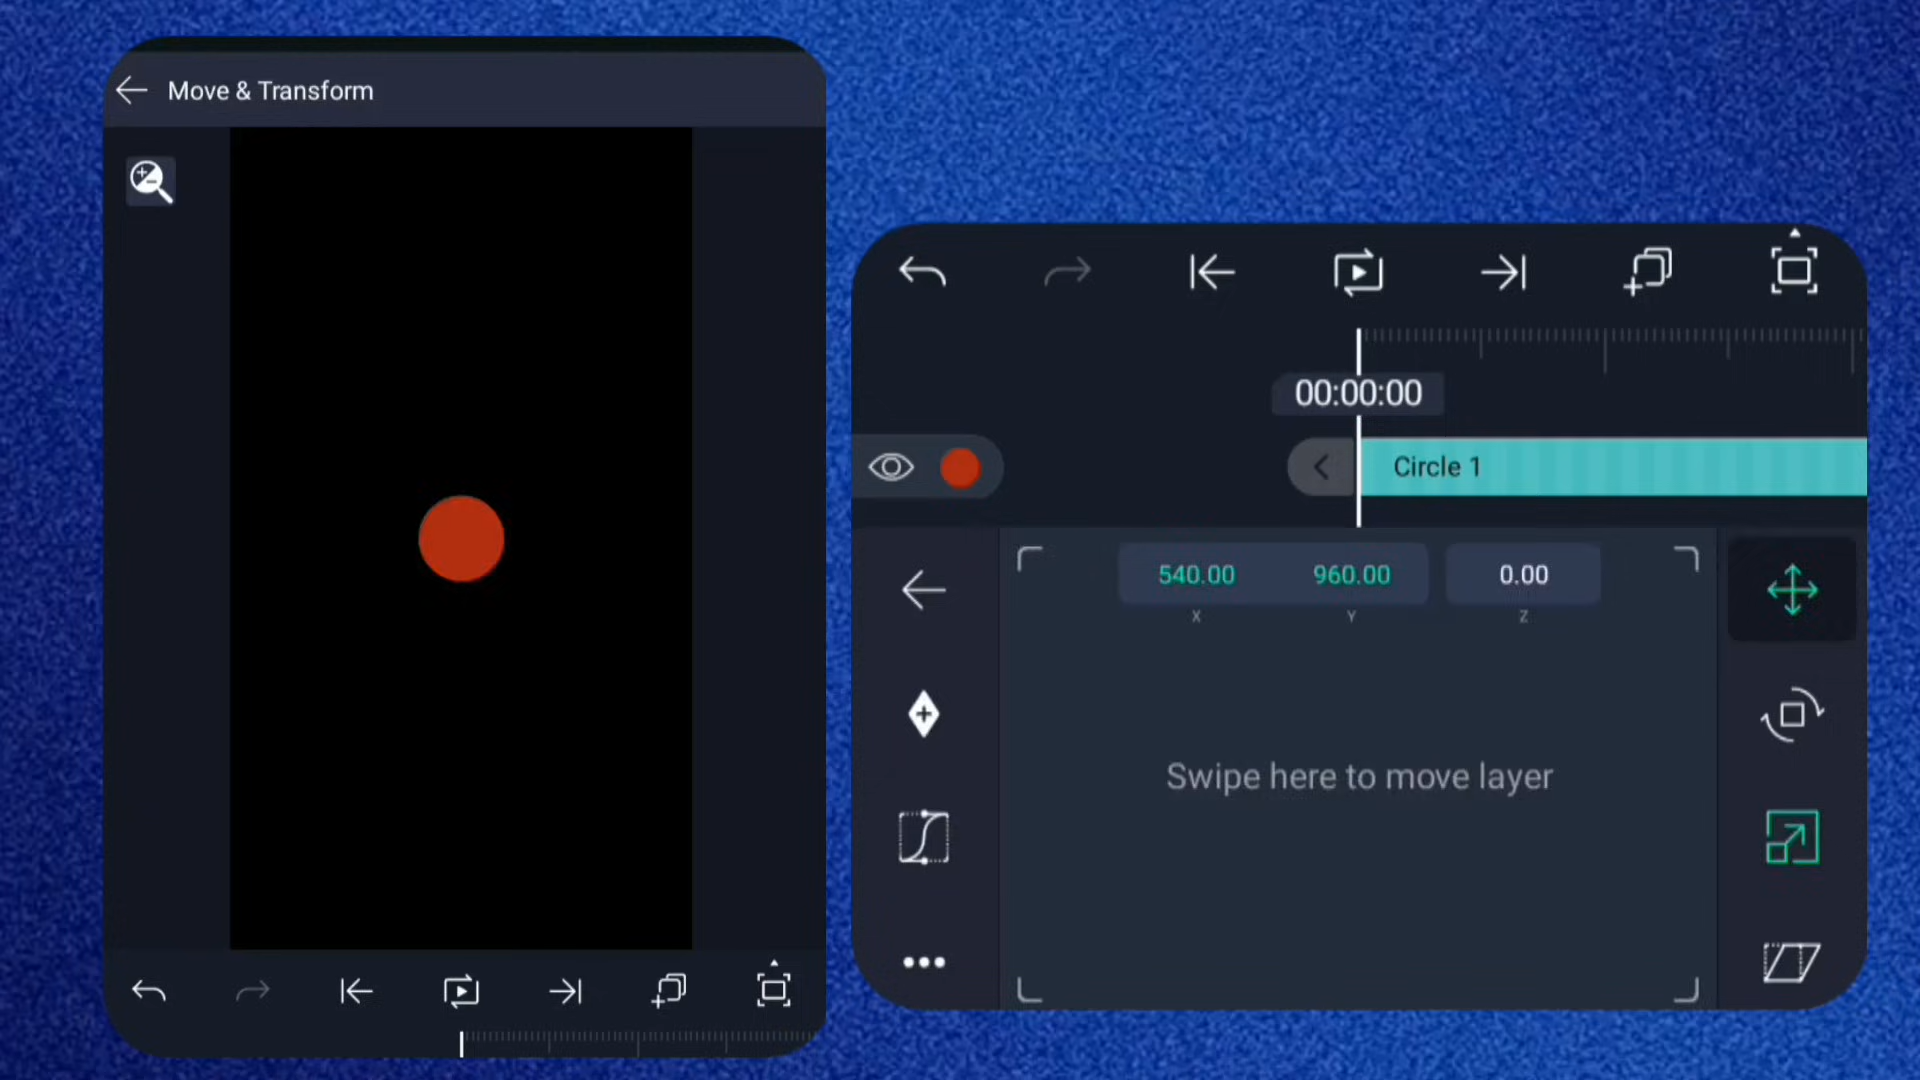 Move & Transform
00:00:00
Circle 1
540.00 960.00 0.00
X Y Z
Swipe here to move layer